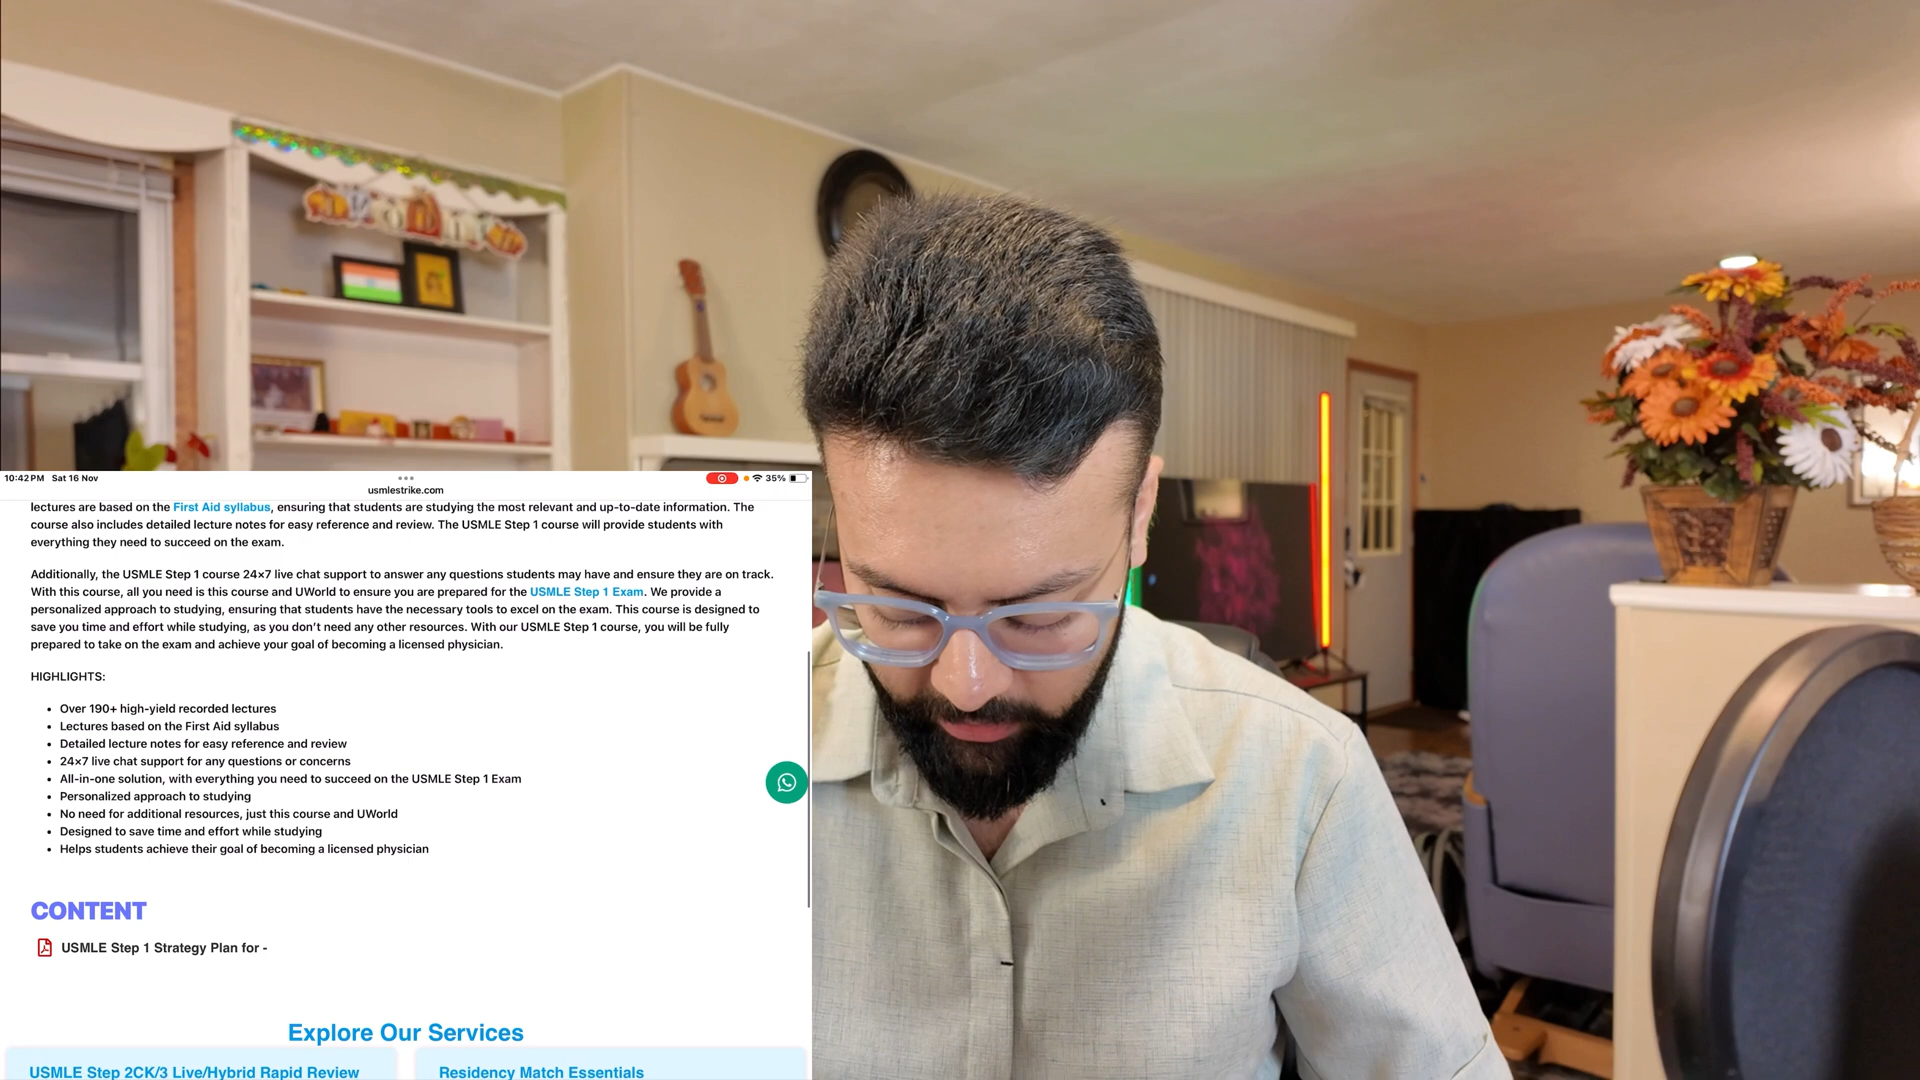 10:42 PM Sat 16 Nov
35%
usmlestrike.com
lectures are based on the First Aid syllabus, ensuring that students are studying the most relevant and up-to-date information. The
course also includes detailed lecture notes for easy reference and review. The USMLE Step 1 course will provide students with
everything they need to succeed on the exam.
Additionally, the USMLE Step 1 course 24×7 live chat support to answer any questions students may have and ensure they are on track.
With this course, all you need is this course and UWorld to ensure you are prepared for the USMLE Step 1 Exam. We provide a
personalized approach to studying, ensuring that students have the necessary tools to excel on the exam. This course is designed to
save you time and effort while studying, as you don't need any other resources. With our USMLE Step 1 course, you will be fully
prepared to take on the exam and achieve your goal of becoming a licensed physician.
HIGHLIGHTS:
• Over 190+ high-yield recorded lectures
• Lectures based on the First Aid syllabus
• Detailed lecture notes for easy reference and review
• 24×7 live chat support for any questions or concerns
• All-in-one solution, with everything you need to succeed on the USMLE Step 1 Exam
• Personalized approach to studying
• No need for additional resources, just this course and UWorld
• Designed to save time and effort while studying
• Helps students achieve their goal of becoming a licensed physician
CONTENT
USMLE Step 1 Strategy Plan for -
Explore Our Services
USMLE Step 2CK/3 Live/Hybrid Rapid Review
Residency Match Essentials